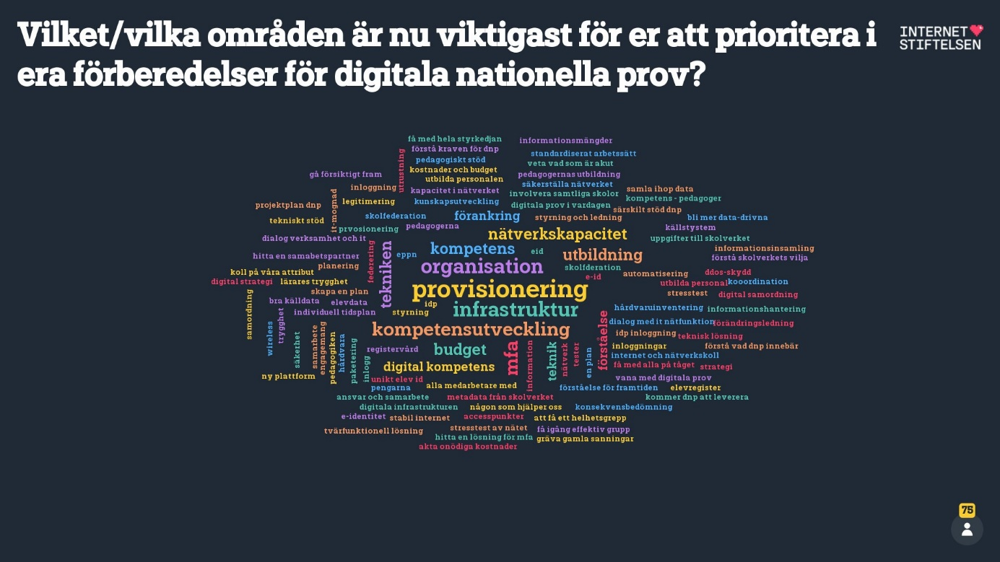 Vilket/vilka områden är nu viktigast för er att prioritera i
era förberedelser för digitala nationella prov?
INTERNET
STIFTELSEN
få med hela styrkedjan
informationsmängder
förstå kraven för dnp
utrustning
standardiserat arbetssätt
pedagogiskt stöd
veta vad som är akut
kostnader och budget
gå försiktigt fram
pedagogernas utbildning
utbilda personalen
säkerställa nätverket
inloggning
kapacitet i nätverket
involvera samtliga skolor
samla ihop data
it-mognad
legitimering
kunskapsutveckling
kompetens - pedagoger
projektplan dnp
digitala prov i vardagen
särskilt stöd dnp
skolfederation
förankring
styrning och ledning
bli mer data-drivna
tekniskt stöd
prvosionering
pedagogerna
källsystem
nätverkskapacitet
dialog verksamhet och it
uppgifter till skolverket
federering
tekniken
kompetens
eid
informationsinsamling
hitta en samabetspartner
eppn
utbildning
förstå skolverkets vilja
planering
organisation
skolfderation
koll på våra attribut
e-id
automatisering
ddos-skydd
digital strategi
lärares trygghet
utbilda personal
kooordination
provisionering
skapa en plan
stresstest
digital samordning
samordning
bra källdata
elevdata
idp
individuell tidsplan
styrning
infrastruktur
hårdvaruinventering
informationshantering
trygghet
dialog med it nätfunktion
förändringsledning
wireless
kompetensutveckling
förståelse
idp inloggning
teknisk lösning
säkerhet
samarbete
engagemang
pedagogiken
hårdvara
paketering
registervård
budget
mfa
information
teknik
nätverk
tester
en plan
inloggningar
förstå vad dnp innebär
internet och nätverkskoll
inlogg
digital kompetens
få med alla på tåget
strategi
ny plattform
unikt elev id
vana med digitala prov
pengarna
alla medarbetare med
förståelse för framtiden
elevregister
ansvar och samarbete
metadata från skolverket
kommer dnp att leverera
digitala infrastrukturen
någon som hjälper oss
konsekvensbedömning
e-identitet
stabil internet
accesspunkter
att få ett helhetsgrepp
tvärfunktionell lösning
stresstest av nätet
få igång effektiv grupp
hitta en lösning för mfa
gräva gamla sanningar
akta onödiga kostnader
75